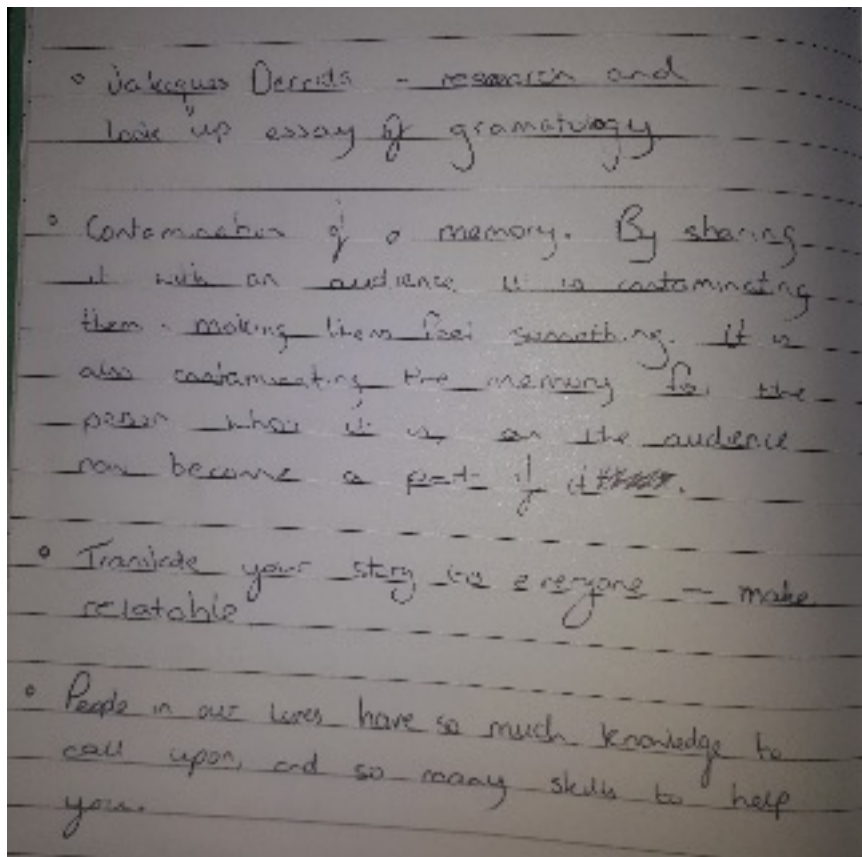 Jakcques Derrida - research and
look up essay of gramatology
Contamination of a memory. By sharing
it with an audience it is contaminating
them - making them feel something. It is
also contaminating the memory for the
person whos it is, as the audience
now become a part of it
Translate your story to everyone - make
relatable
People in our lives have so much knowledge to
call upon, and so many skills to help
you.